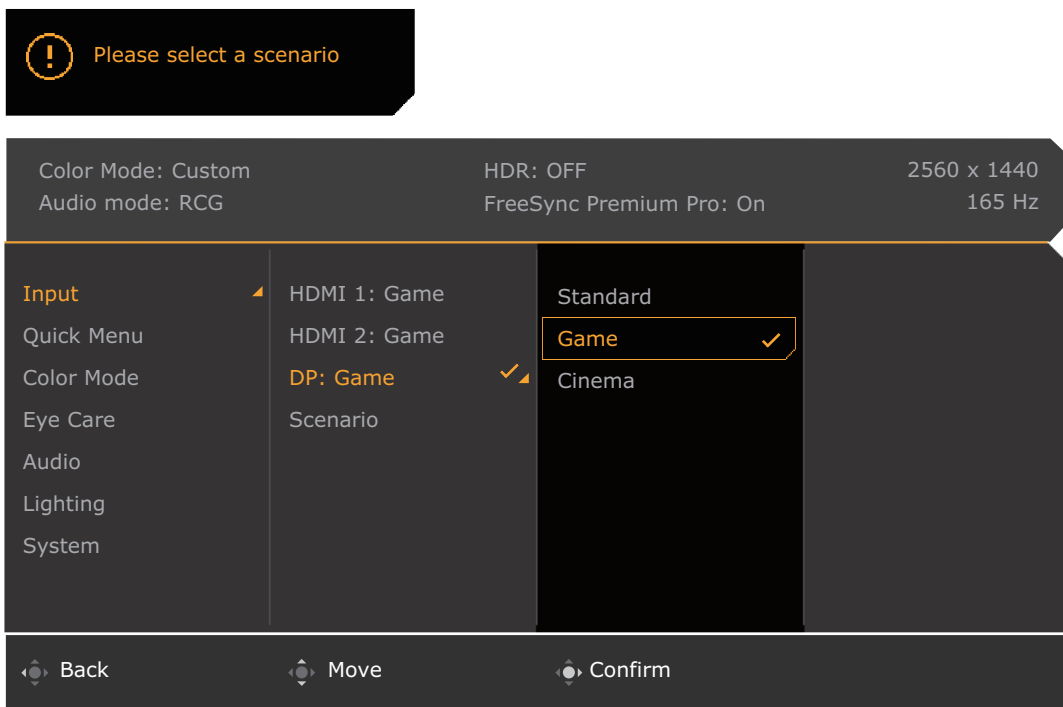 Please select a scenario
Color Mode: Custom
Audio mode: RCG
HDR: OFF
FreeSync Premium Pro: On
2560 x 1440
165 Hz
Input
Quick Menu
Color Mode
Eye Care
Audio
Lighting
System
HDMI 1: Game
HDMI 2: Game
DP: Game
Scenario
Standard
Game
Cinema
Back
Move
Confirm